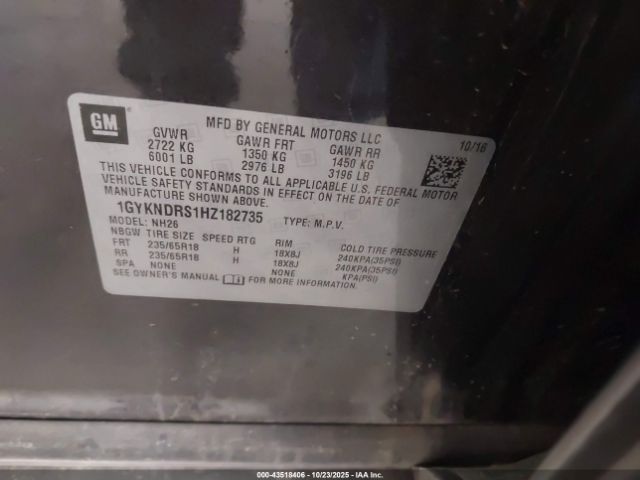 GM
MFD BY GENERAL MOTORS LLC
10/16
GVWR GAWR FRT GAWR RR
2722 KG 1350 KG 1450 KG
6001 LB 2976 LB 3196 LB
THIS VEHICLE CONFORMS TO ALL APPLICABLE U.S. FEDERAL MOTOR
VEHICLE SAFETY STANDARDS IN EFFECT ON THE DATE OF
MANUFACTURE SHOWN ABOVE.
1GYKNDRS1HZ182735 TYPE: M.P.V.
MODEL: NH26
NBGW TIRE SIZE SPEED RTG RIM COLD TIRE PRESSURE
FRT 235/65R18 H 18X8J 240KPA(35PSI)
RR 235/65R18 H 18X8J 240KPA(35PSI)
SPA NONE NONE KPA(PSI)
SEE OWNER'S MANUAL FOR MORE INFORMATION.
000-43518406 - 10/23/2025 - IAA Inc.